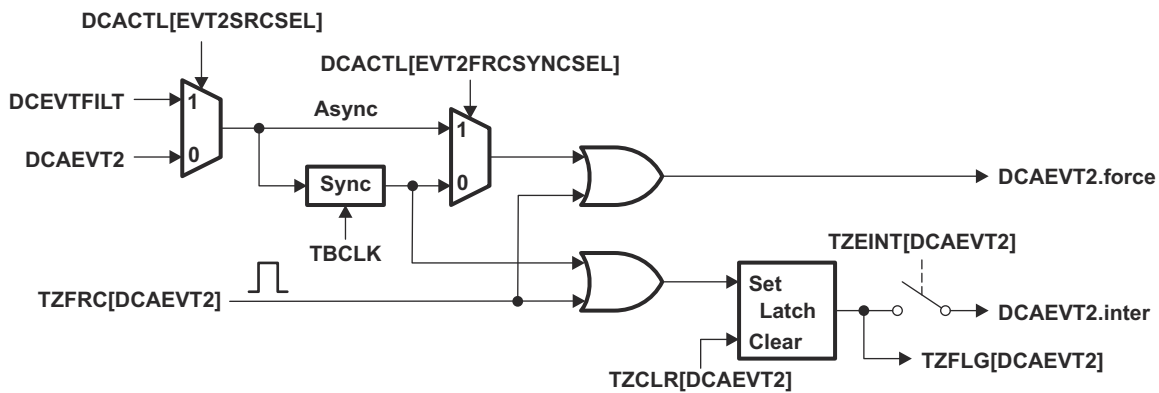 DCACTL[EVT2SRCSEL]
DCACTL[EVT2FRCSYNCSEL]
DCEVTFILT
1
Async
1
DCAEVT2
0
Sync
0
DCAEVT2.force
TBCLK
TZEINT[DCAEVT2]
TZFRC[DCAEVT2]
Set
Latch
DCAEVT2.inter
Clear
TZFLG[DCAEVT2]
TZCLR[DCAEVT2]